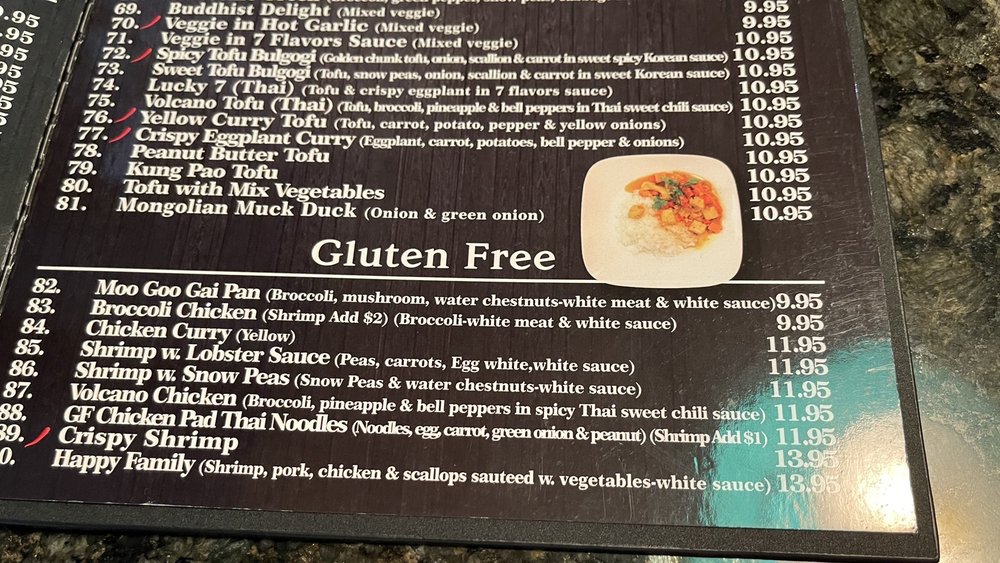 9.95
.95
95
95
95
5
5
69. Buddhist Delight (Mixed veggie) 9.95
70. Veggie in Hot Garlic (Mixed veggie) 9.95
71. Veggie in 7 Flavors Sauce (Mixed veggie) 10.95
72. Spicy Tofu Bulgogi (Golden chunk tofu, onion, scallion & carrot in sweet spicy Korean sauce) 10.95
73. Sweet Tofu Bulgogi (Tofu, snow peas, onion, scallion & carrot in sweet Korean sauce) 10.95
74. Lucky 7 (Thai) (Tofu & crispy eggplant in 7 flavors sauce) 10.95
75. Volcano Tofu (Thai) (Tofu, broccoli, pineapple & bell peppers in Thai sweet chili sauce) 10.95
76. Yellow Curry Tofu (Tofu, carrot, potato, pepper & yellow onions) 10.95
77. Crispy Eggplant Curry (Eggplant, carrot, potatoes, bell pepper & onions) 10.95
78. Peanut Butter Tofu 10.95
79. Kung Pao Tofu 10.95
80. Tofu with Mix Vegetables 10.95
81. Mongolian Muck Duck (Onion & green onion) 10.95
Gluten Free
82. Moo Goo Gai Pan (Broccoli, mushroom, water chestnuts-white meat & white sauce) 9.95
83. Broccoli Chicken (Shrimp Add $2) (Broccoli-white meat & white sauce) 9.95
84. Chicken Curry (Yellow) 11.95
85. Shrimp w. Lobster Sauce (Peas, carrots, Egg white,white sauce) 11.95
86. Shrimp w. Snow Peas (Snow Peas & water chestnuts-white sauce) 11.95
87. Volcano Chicken (Broccoli, pineapple & bell peppers in spicy Thai sweet chili sauce) 11.95
88. GF Chicken Pad Thai Noodles (Noodles, egg, carrot, green onion & peanut) (Shrimp Add $1) 11.95
89. Crispy Shrimp 13.95
0. Happy Family (Shrimp, pork, chicken & scallops sauteed w. vegetables-white sauce) 13.95